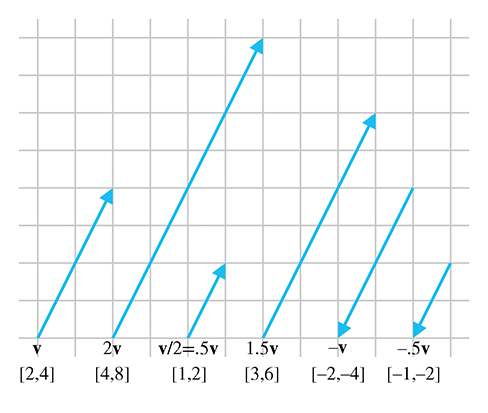 v 2v v/2=.5v 1.5v –v –.5v
[2,4] [4,8] [1,2] [3,6] [–2,–4] [–1,–2]